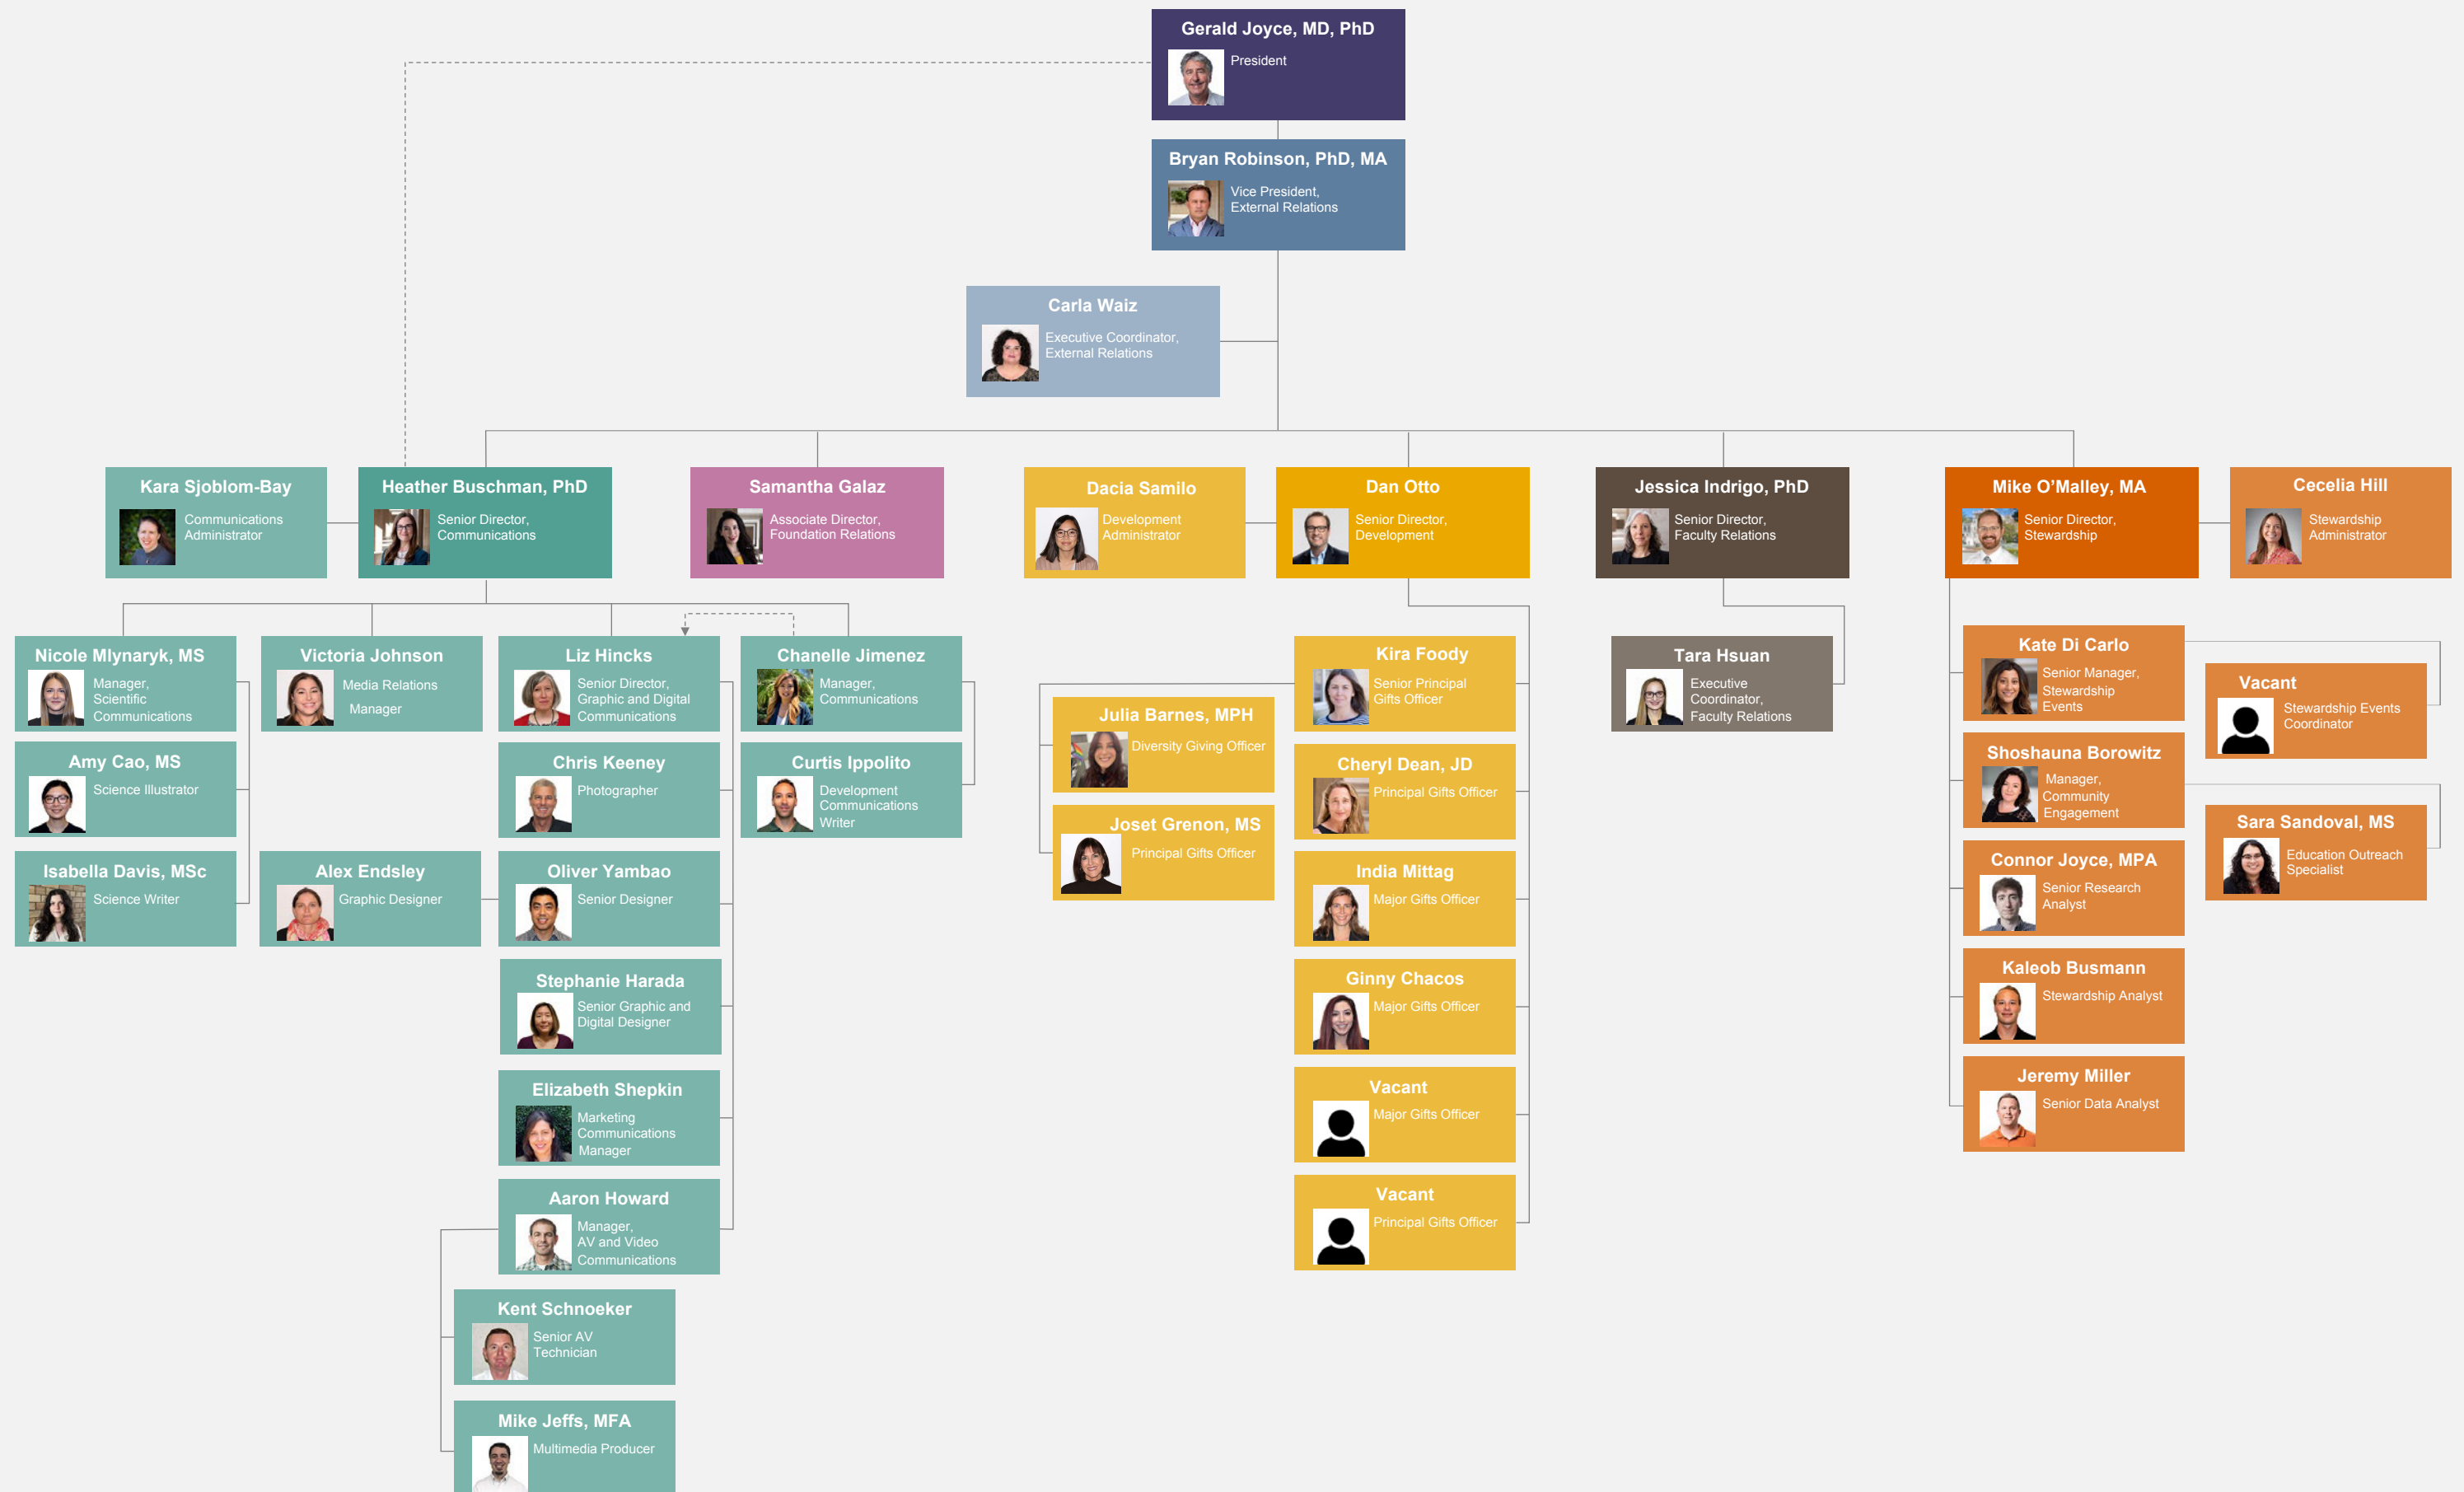 Gerald Joyce, MD, PhD
President
Bryan Robinson, PhD, MA
Vice President,
External Relations
Carla Waiz
Executive Coordinator,
External Relations
Kara Sjoblom-Bay
Communications
Administrator
Heather Buschman, PhD
Senior Director,
Communications
Samantha Galaz
Associate Director,
Foundation Relations
Dacia Samilo
Development
Administrator
Dan Otto
Senior Director,
Development
Jessica Indrigo, PhD
Senior Director,
Faculty Relations
Mike O’Malley, MA
Senior Director,
Stewardship
Cecelia Hill
Stewardship
Administrator
Nicole Mlynaryk, MS
Manager,
Scientific
Communications
Amy Cao, MS
Science Illustrator
Isabella Davis, MSc
Science Writer
Victoria Johnson
Media Relations
Manager
Alex Endsley
Graphic Designer
Liz Hincks
Senior Director,
Graphic and Digital
Communications
Chris Keeney
Photographer
Oliver Yambao
Senior Designer
Stephanie Harada
Senior Graphic and
Digital Designer
Elizabeth Shepkin
Marketing
Communications
Manager
Aaron Howard
Manager,
AV and Video
Communications
Kent Schnoeker
Senior AV
Technician
Mike Jeffs, MFA
Multimedia Producer
Chanelle Jimenez
Manager,
Communications
Curtis Ippolito
Development
Communications
Writer
Julia Barnes, MPH
Diversity Giving Officer
Joset Grenon, MS
Principal Gifts Officer
Kira Foody
Senior Principal
Gifts Officer
Cheryl Dean, JD
Principal Gifts Officer
India Mittag
Major Gifts Officer
Ginny Chacos
Major Gifts Officer
Vacant
Major Gifts Officer
Vacant
Principal Gifts Officer
Tara Hsuan
Executive
Coordinator,
Faculty Relations
Kate Di Carlo
Senior Manager,
Stewardship
Events
Vacant
Stewardship Events
Coordinator
Shoshauna Borowitz
Manager,
Community
Engagement
Sara Sandoval, MS
Education Outreach
Specialist
Connor Joyce, MPA
Senior Research
Analyst
Kaleob Busmann
Stewardship Analyst
Jeremy Miller
Senior Data Analyst